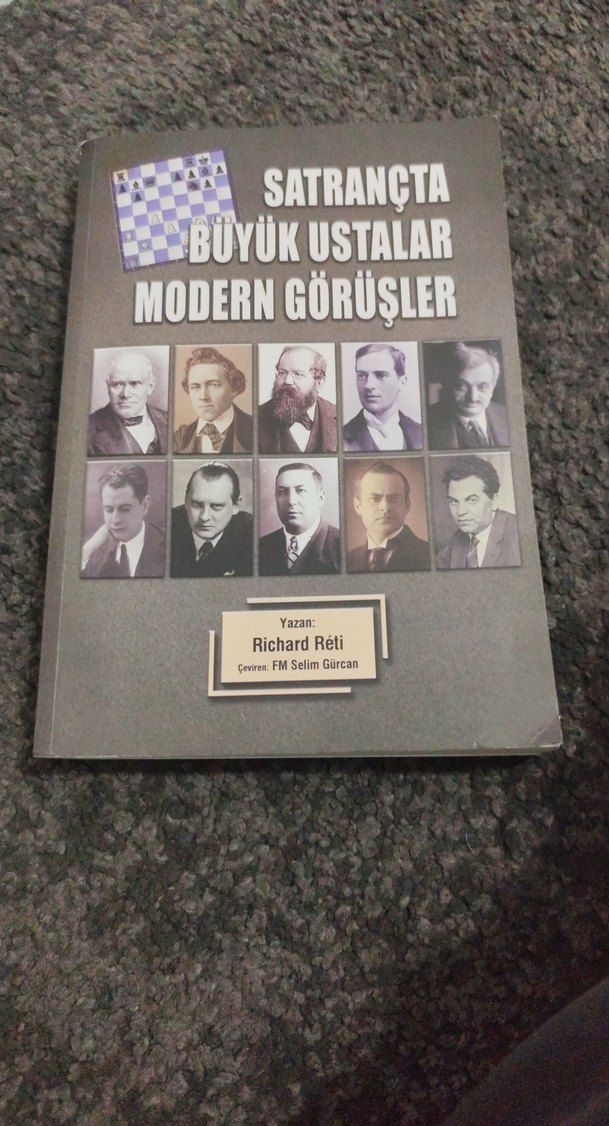 SATRANÇTA
BÜYÜK USTALAR
MODERN GÖRÜŞLER
Yazan:
Richard Réti
Çeviren: FM Selim Gürcan